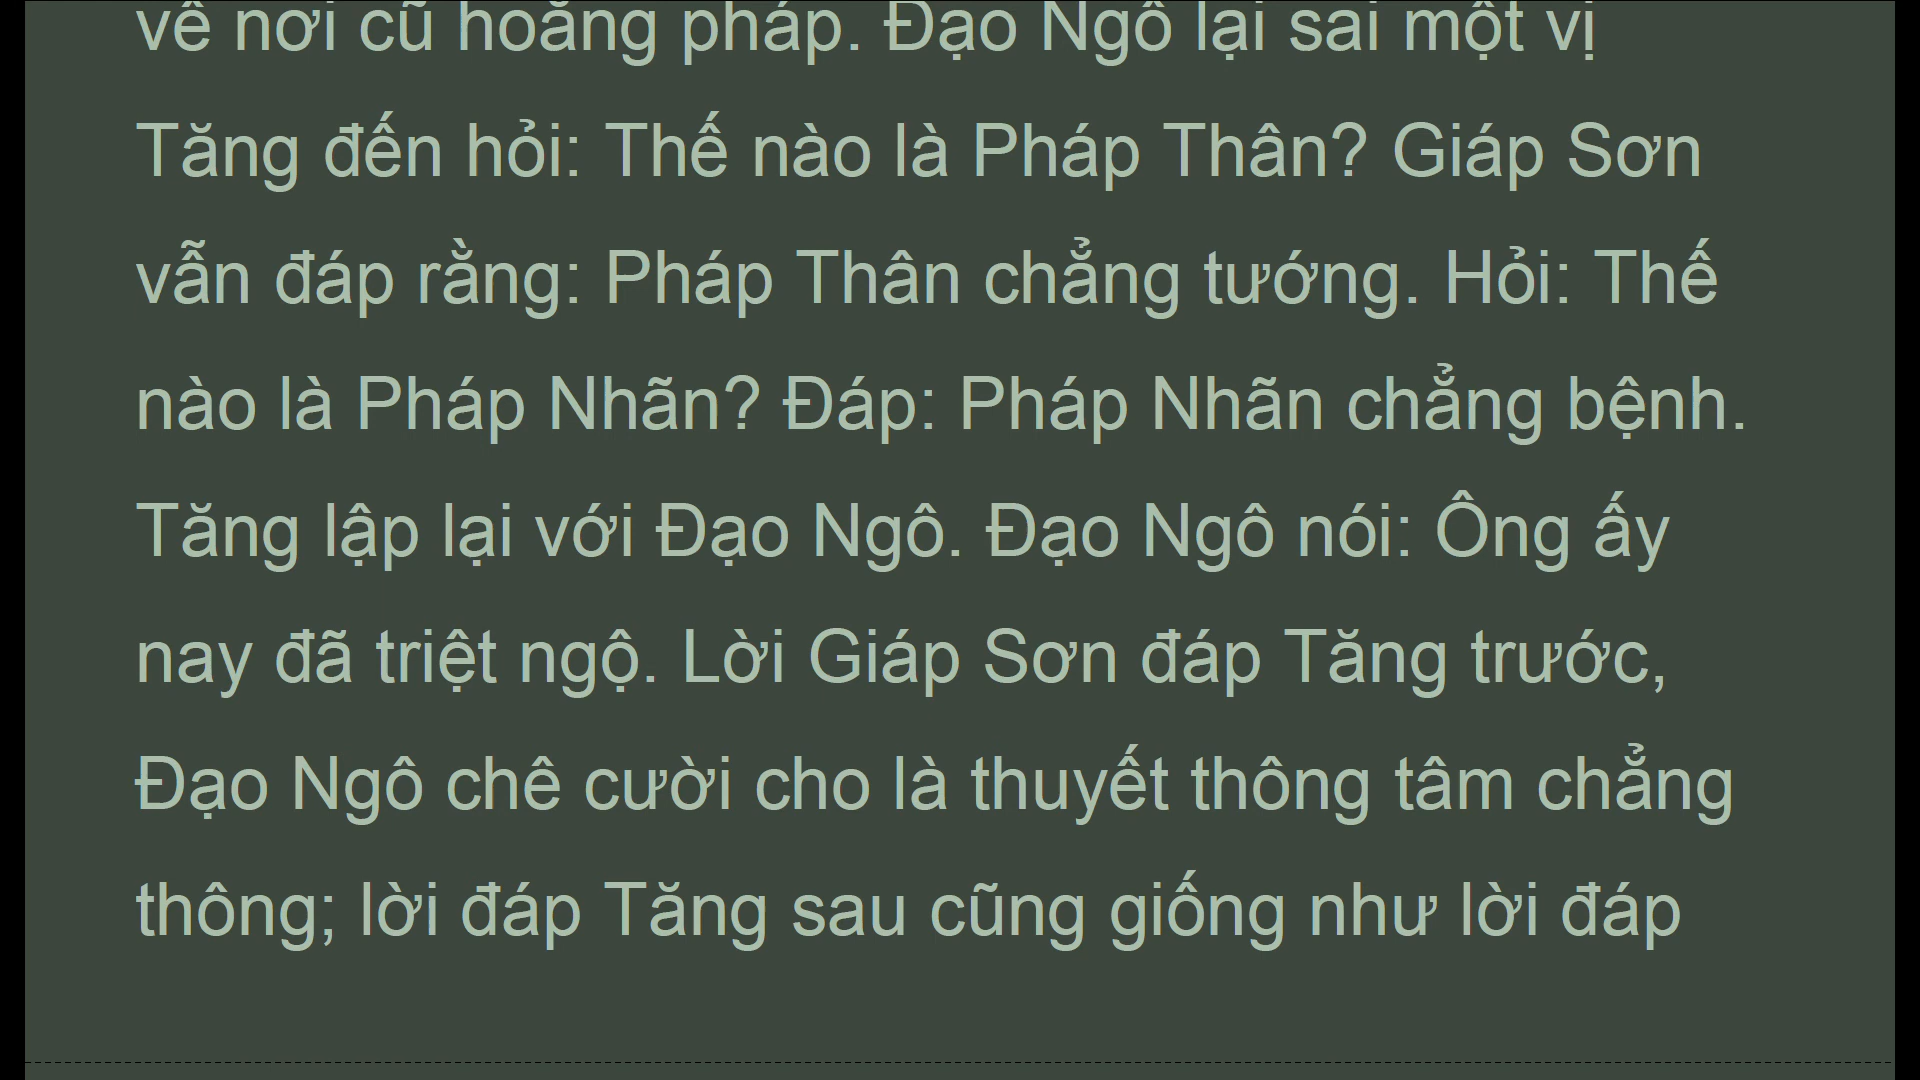 về nơi cũ hoằng pháp. Đạo Ngô lại sai một vị
Tăng đến hỏi: Thế nào là Pháp Thân? Giáp Sơn
vẫn đáp rằng: Pháp Thân chẳng tướng. Hỏi: Thế
nào là Pháp Nhãn? Đáp: Pháp Nhãn chẳng bệnh.
Tăng lập lại với Đạo Ngô. Đạo Ngô nói: Ông ấy
nay đã triệt ngộ. Lời Giáp Sơn đáp Tăng trước,
Đạo Ngô chê cười cho là thuyết thông tâm chẳng
thông; lời đáp Tăng sau cũng giống như lời đáp